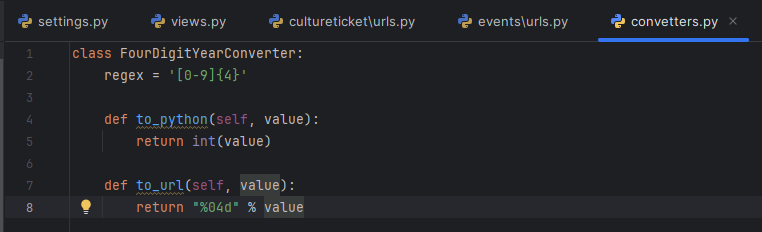 settings.py views.py cultureticket\urls.py events\urls.py convetters.py
1 class FourDigitYearConverter:
2     regex = '[0-9]{4}'
3
4     def to_python(self, value):
5         return int(value)
6
7     def to_url(self, value):
8         return "%04d" % value